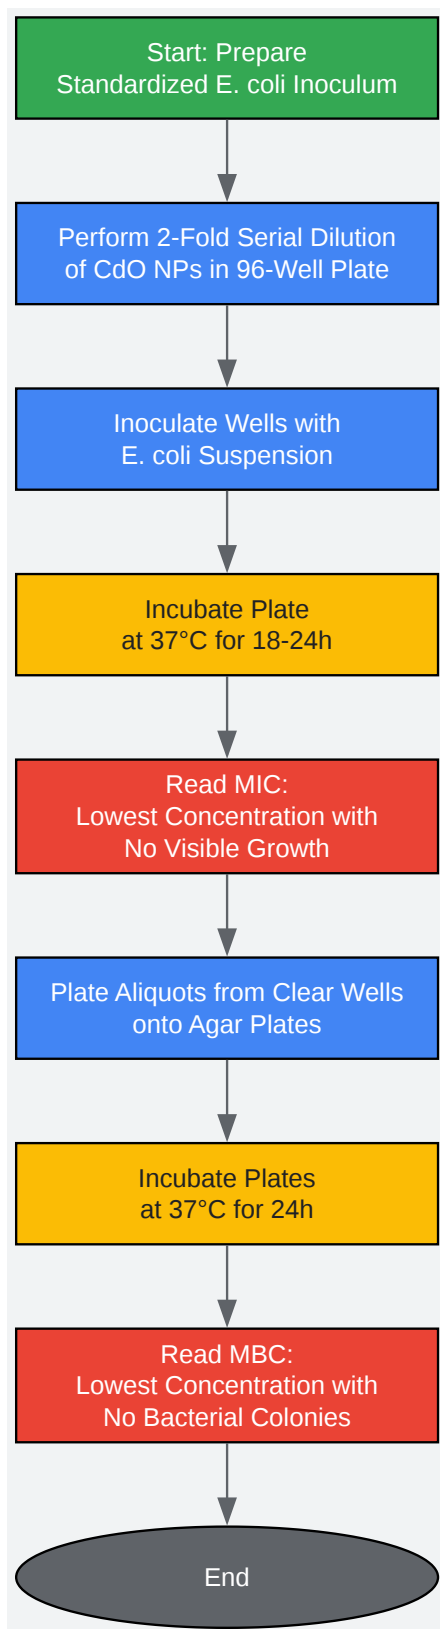 Start: Prepare
Standardized E. coli Inoculum
Perform 2-Fold Serial Dilution
of CdO NPs in 96-Well Plate
Inoculate Wells with
E. coli Suspension
Incubate Plate
at 37°C for 18-24h
Read MIC:
Lowest Concentration with
No Visible Growth
Plate Aliquots from Clear Wells
onto Agar Plates
Incubate Plates
at 37°C for 24h
Read MBC:
Lowest Concentration with
No Bacterial Colonies
End